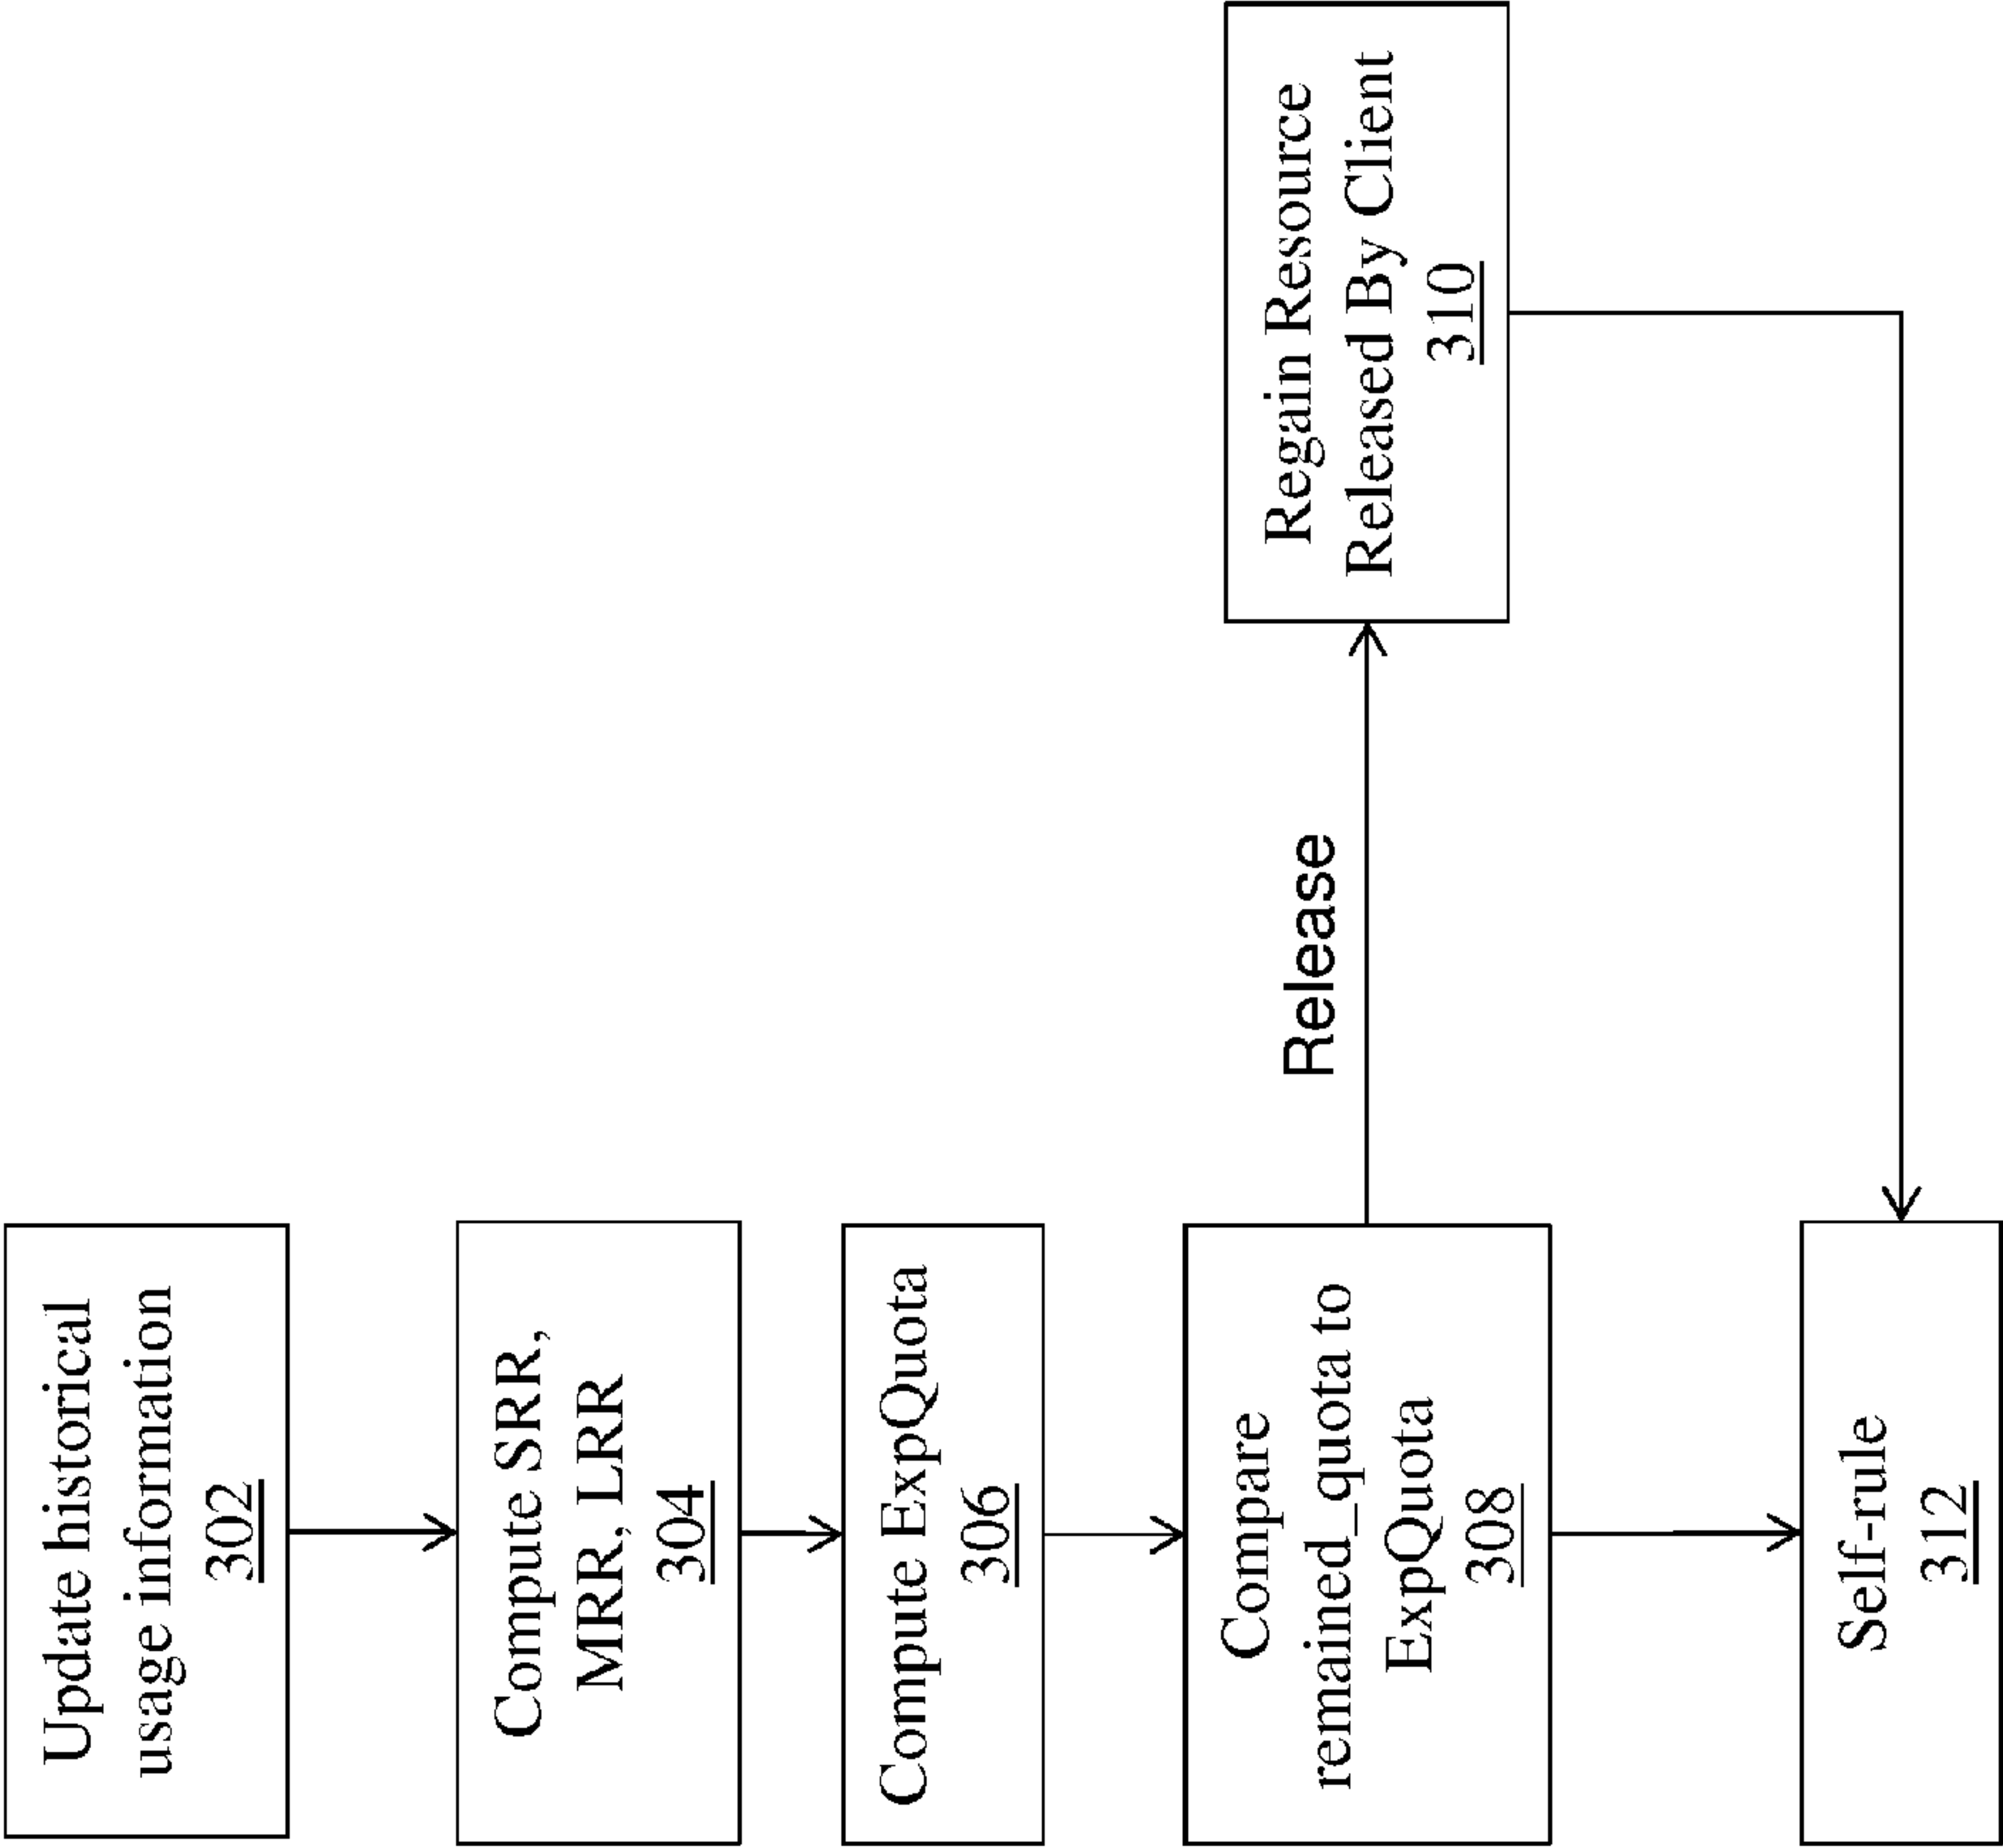 Update historical
usage information
302
Compute SRR,
MRR, LRR
304
Compute ExpQuota
306
Compare
remained_quota to
ExpQuota
308
Release
Regain Resource
Released By Client
310
Self-rule
312